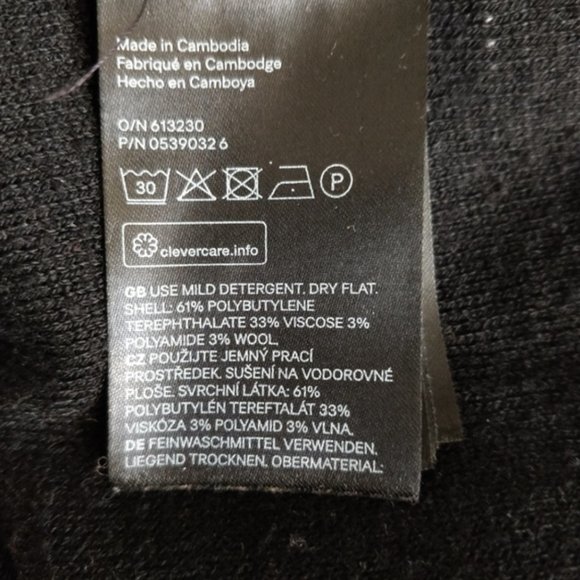 Made in Cambodia
Fabriqué en Cambodge
Hecho en Camboya
O/N 613230
P/N 0539032 6
30 P
clevercare.info
GB USE MILD DETERGENT. DRY FLAT.
SHELL: 61% POLYBUTYLENE
TEREPHTHALATE 33% VISCOSE 3%
POLYAMIDE 3% WOOL,
CZ POUŽIJTE JEMNÝ PRACÍ
PROSTŘEDEK. SUŠENÍ NA VODOROVNÉ
PLOŠE. SVRCHNÍ LÁTKA: 61%
POLYBUTYLÉN TEREFTALÁT 33%
VISKÓZA 3% POLYAMID 3% VLNA.
DE FEINWASCHMITTEL VERWENDEN.
LIEGEND TROCKNEN. OBERMATERIAL: